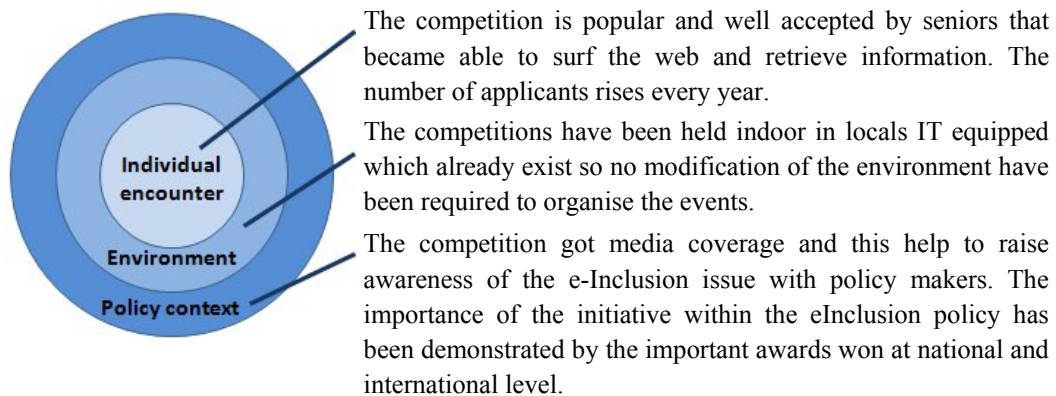 Individual
encounter
Environment
Policy context
The competition is popular and well accepted by seniors that
became able to surf the web and retrieve information. The
number of applicants rises every year.
The competitions have been held indoor in locals IT equipped
which already exist so no modification of the environment have
been required to organise the events.
The competition got media coverage and this help to raise
awareness of the e-Inclusion issue with policy makers. The
importance of the initiative within the eInclusion policy has
been demonstrated by the important awards won at national and
international level.